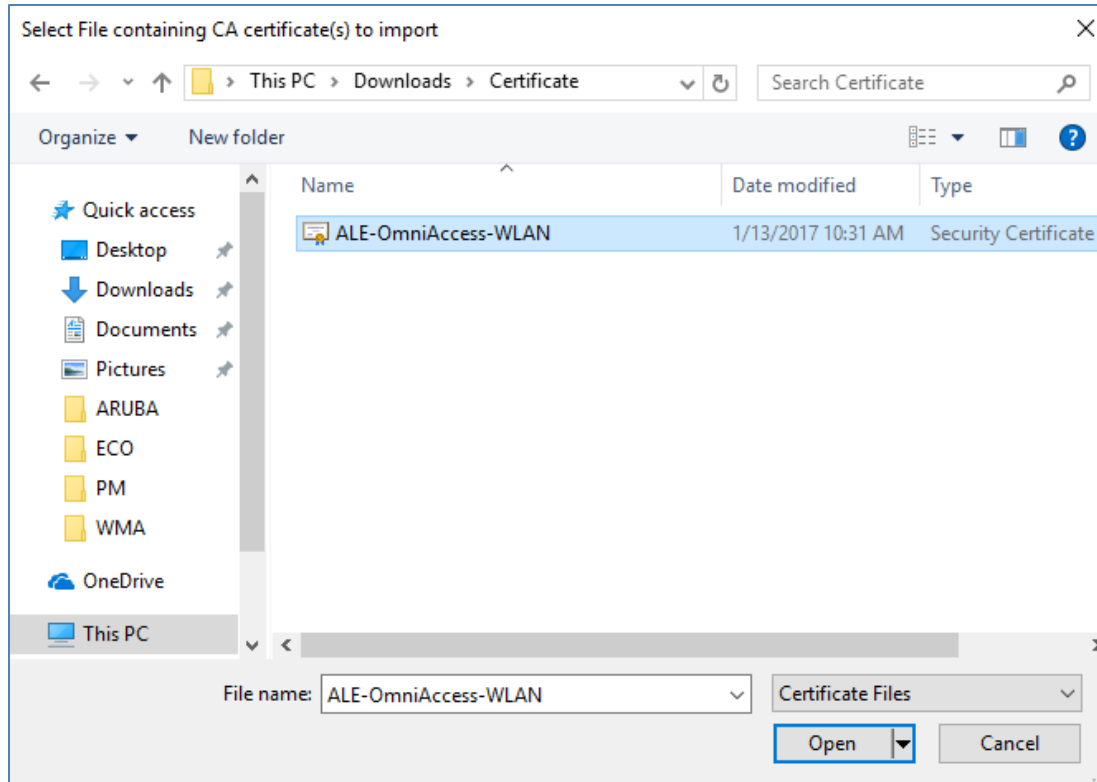 Select File containing CA certificate(s) to import
This PC > Downloads > Certificate
Search Certificate
Organize
New folder
Name
Date modified
Type
Quick access
ALE-OmniAccess-WLAN
1/13/2017 10:31 AM
Security Certificate
Desktop
Downloads
Documents
Pictures
ARUBA
ECO
PM
WMA
OneDrive
This PC
File name:
ALE-OmniAccess-WLAN
Certificate Files
Open
Cancel